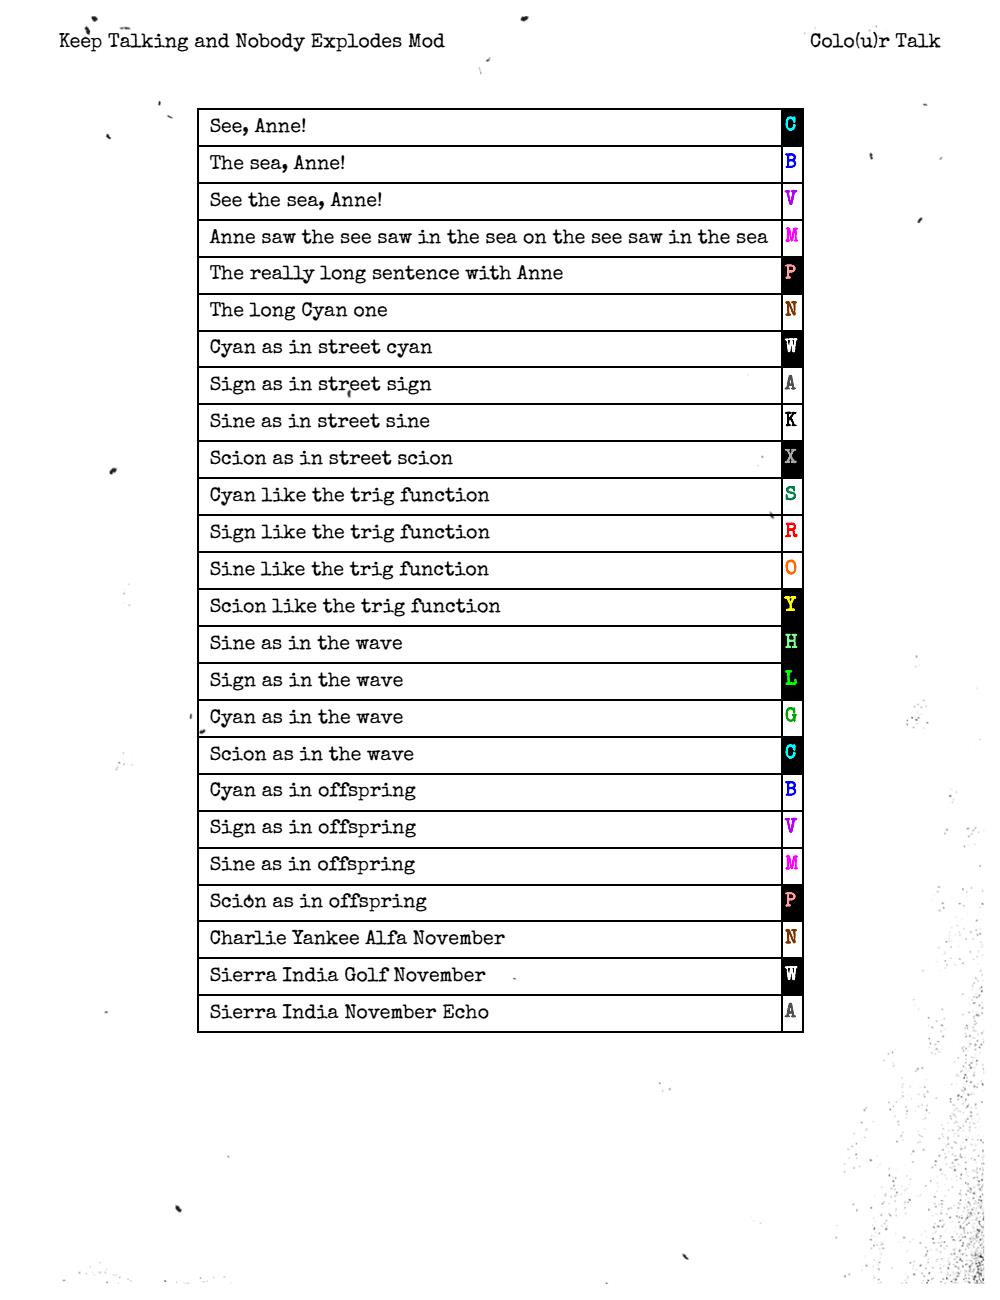 Keep Talking and Nobody Explodes Mod Colo(u)r Talk
See, Anne! C
The sea, Anne! B
See the sea, Anne! V
Anne saw the see saw in the sea on the see saw in the sea M
The really long sentence with Anne P
The long Cyan one N
Cyan as in street cyan W
Sign as in street sign A
Sine as in street sine K
Scion as in street scion X
Cyan like the trig function S
Sign like the trig function R
Sine like the trig function O
Scion like the trig function Y
Sine as in the wave H
Sign as in the wave L
Cyan as in the wave G
Scion as in the wave C
Cyan as in offspring B
Sign as in offspring V
Sine as in offspring M
Scion as in offspring P
Charlie Yankee Alfa November N
Sierra India Golf November W
Sierra India November Echo A